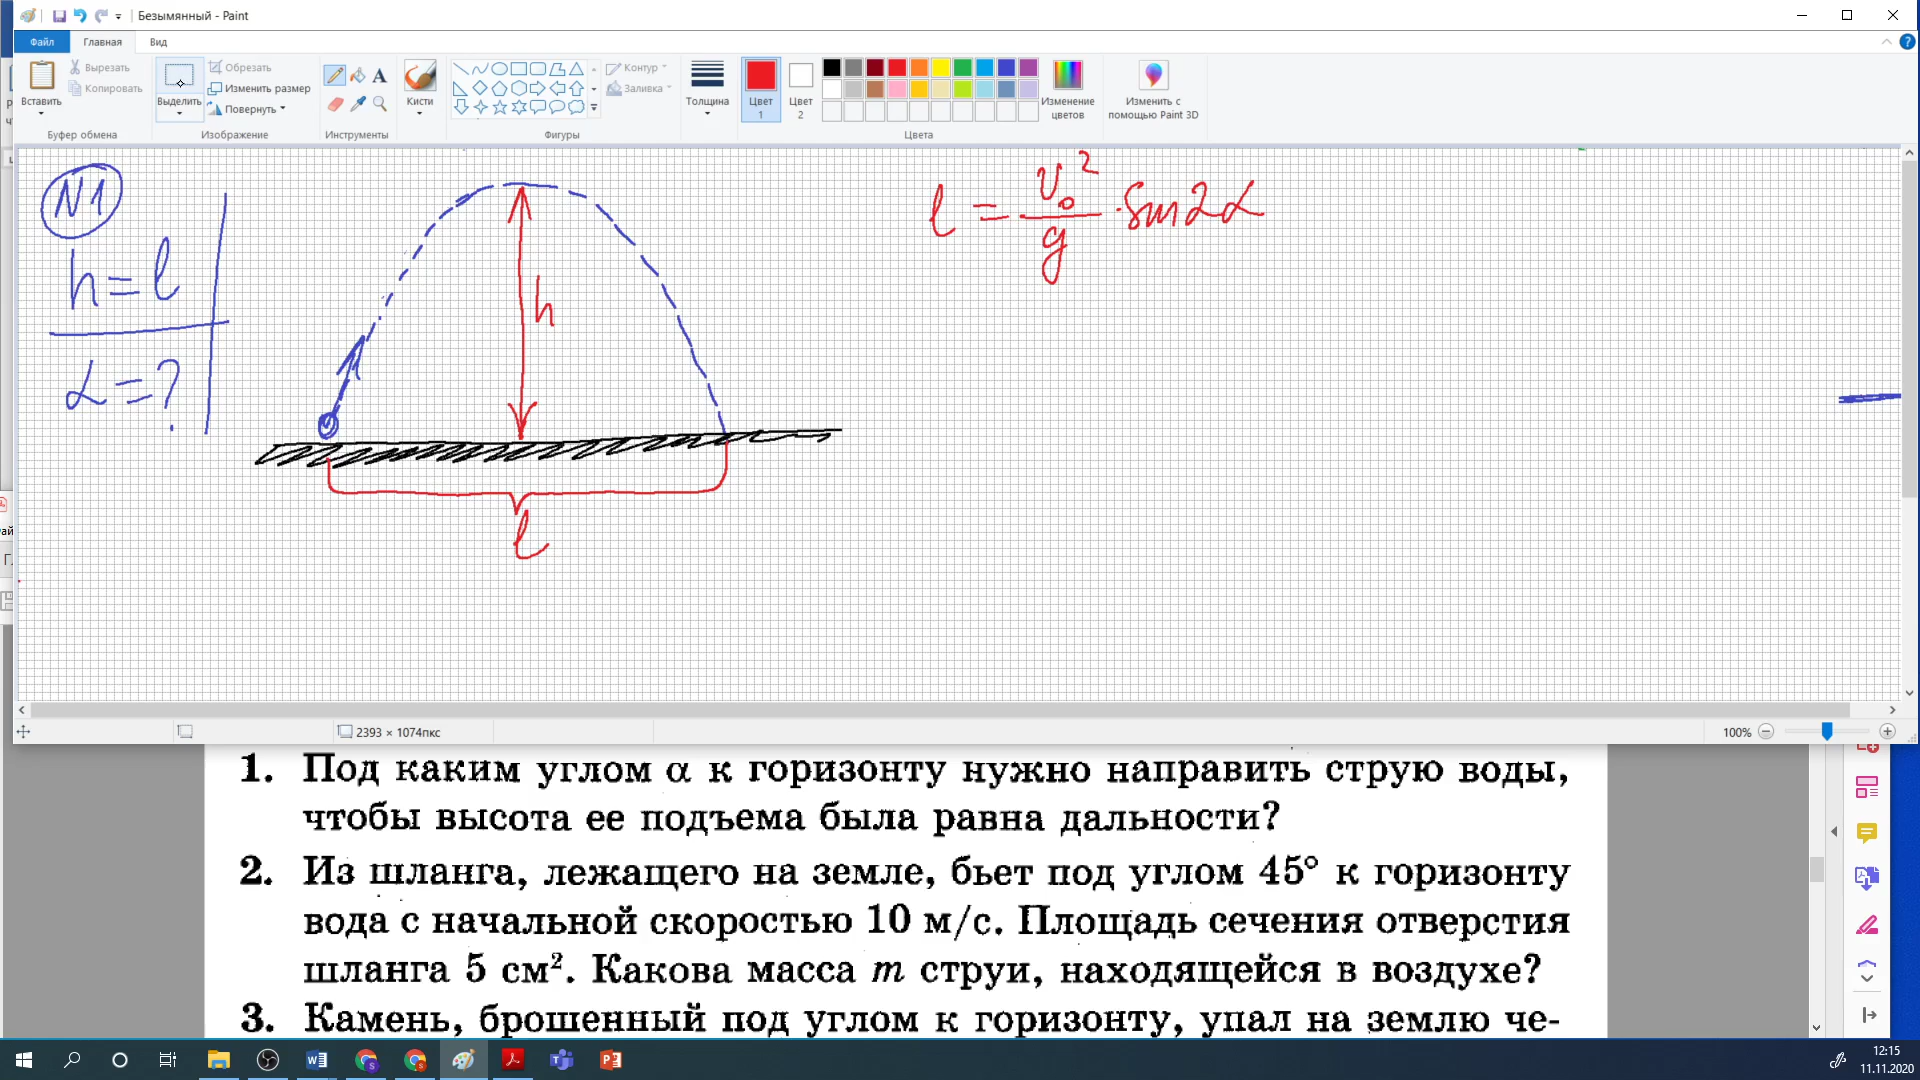 Безымянный - Paint
Файл
Главная
Вид
Вставить
Вырезать
Копировать
Буфер обмена
Выделить
Обрезать
Изменить размер
Повернуть
Изображение
Инструменты
Кисти
Контур
Заливка
Фигуры
Толщина
Цвет 1
Цвет 2
Цвета
Изменение цветов
Изменить с помощью Paint 3D
N1
h = l
α = ?
h
l
l = v₀²/g · sin2α
2393 × 1074пкс
100%
1. Под каким углом α к горизонту нужно направить струю воды,
чтобы высота ее подъема была равна дальности?
2. Из шланга, лежащего на земле, бьет под углом 45° к горизонту
вода с начальной скоростью 10 м/с. Площадь сечения отверстия
шланга 5 см². Какова масса m струи, находящейся в воздухе?
3. Камень, брошенный под углом к горизонту, упал на землю че-
12:15
11.11.2020